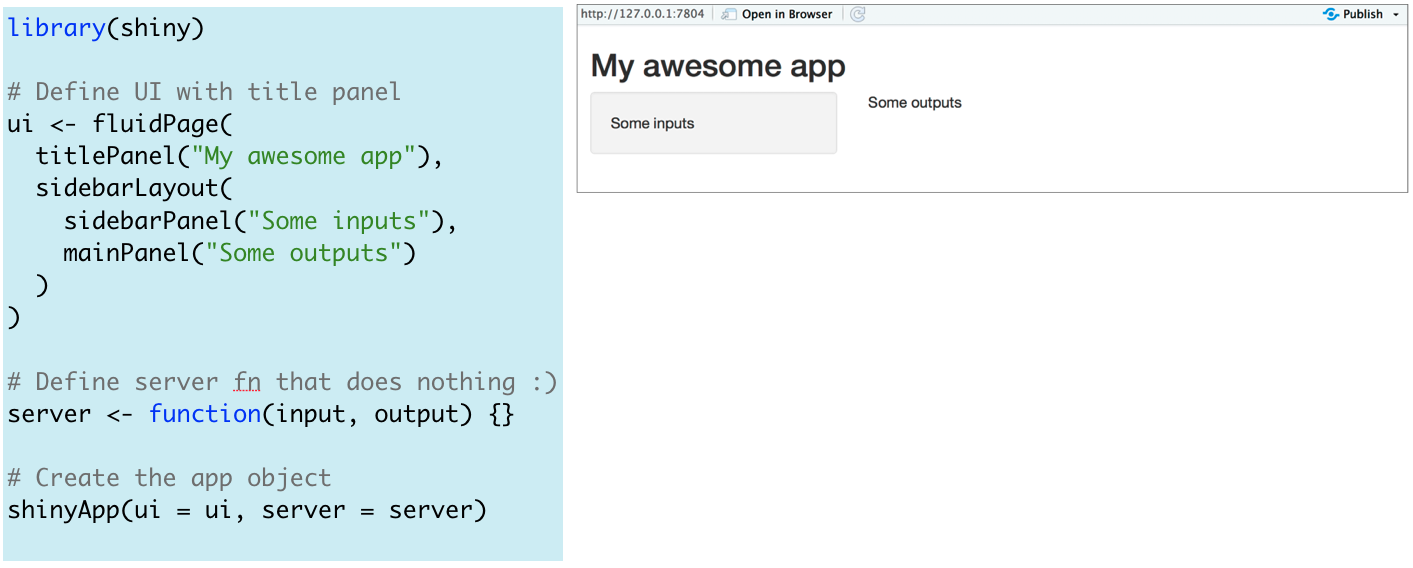 library(shiny)
# Define UI with title panel
ui <- fluidPage(
  titlePanel("My awesome app"),
  sidebarLayout(
    sidebarPanel("Some inputs"),
    mainPanel("Some outputs")
  )
)
# Define server fn that does nothing :)
server <- function(input, output) {}
# Create the app object
shinyApp(ui = ui, server = server)
http://127.0.0.1:7804 Open in Browser Publish
My awesome app
Some inputs
Some outputs